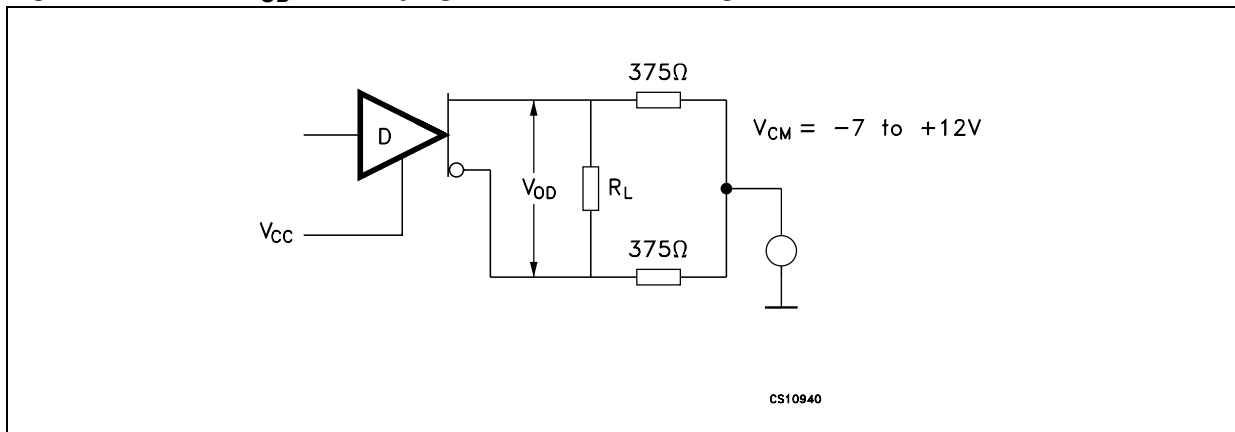 375Ω
D
V_CM = -7 to +12V
V_OD
R_L
V_CC
375Ω
CS10940